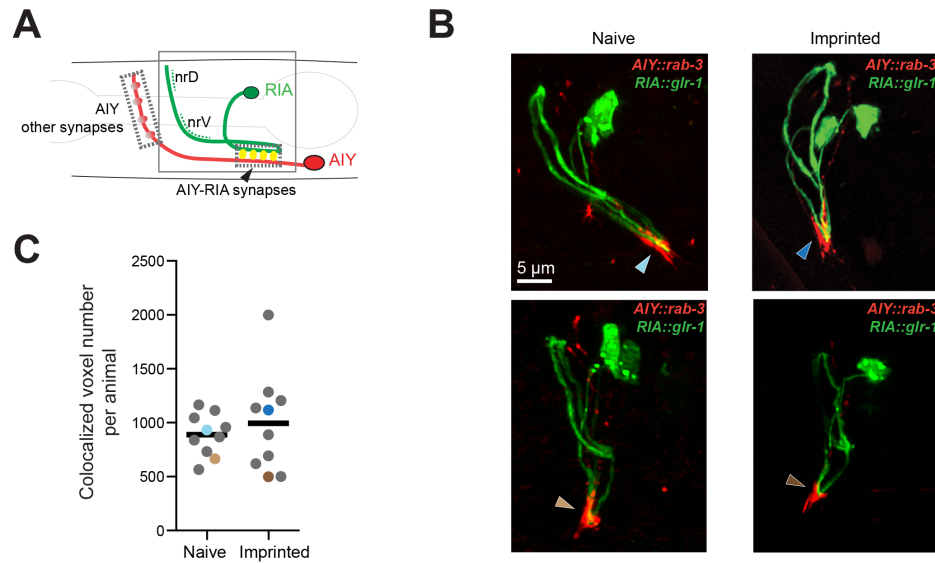 A
nrD
RIA
AIY
other synapses
nrV
AIY
AIY-RIA synapses
B
Naive
Imprinted
AIY::rab-3
RIA::glr-1
AIY::rab-3
RIA::glr-1
5 µm
AIY::rab-3
RIA::glr-1
AIY::rab-3
RIA::glr-1
C
Colocalized voxel number
per animal
2500
2000
1500
1000
500
0
Naive
Imprinted